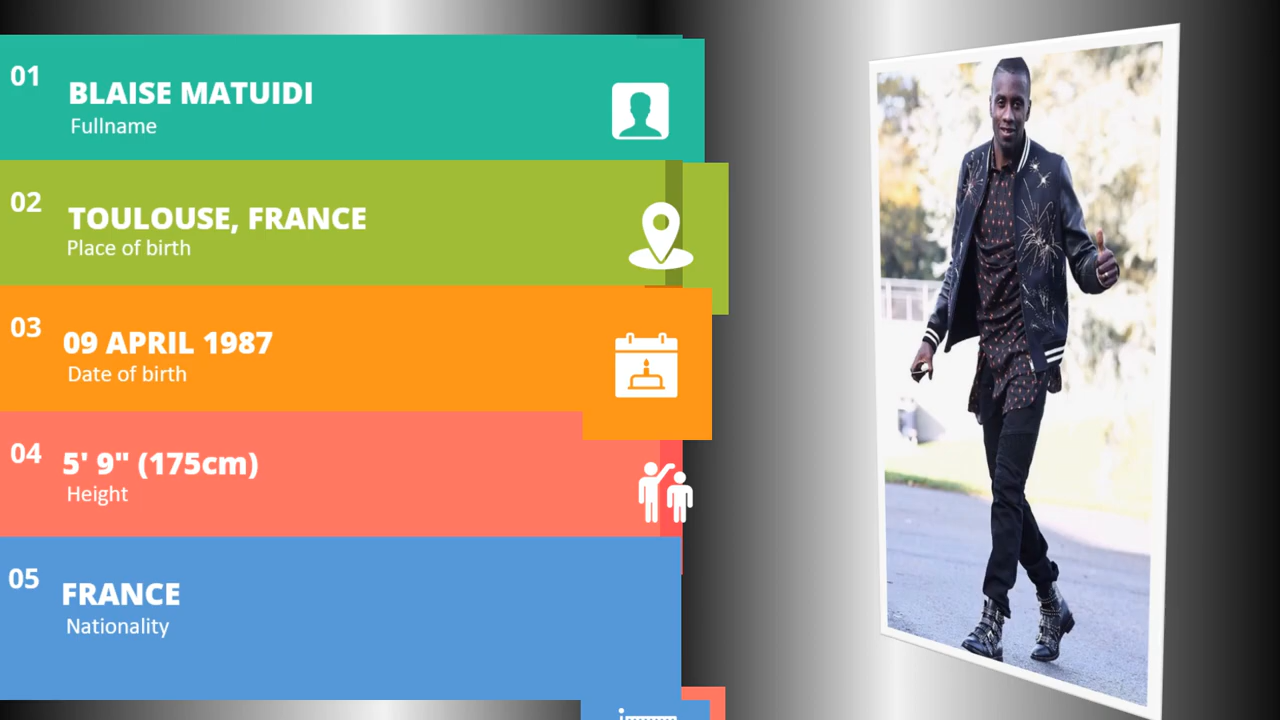 01
BLAISE MATUIDI
Fullname
02
TOULOUSE, FRANCE
Place of birth
03
09 APRIL 1987
Date of birth
04
5' 9" (175cm)
Height
05
FRANCE
Nationality